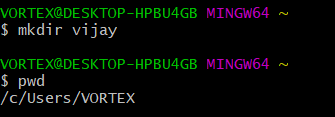 VORTEX@DESKTOP-HPBU4GB MINGW64 ~
$ mkdir vijay
VORTEX@DESKTOP-HPBU4GB MINGW64 ~
$ pwd
/c/Users/VORTEX